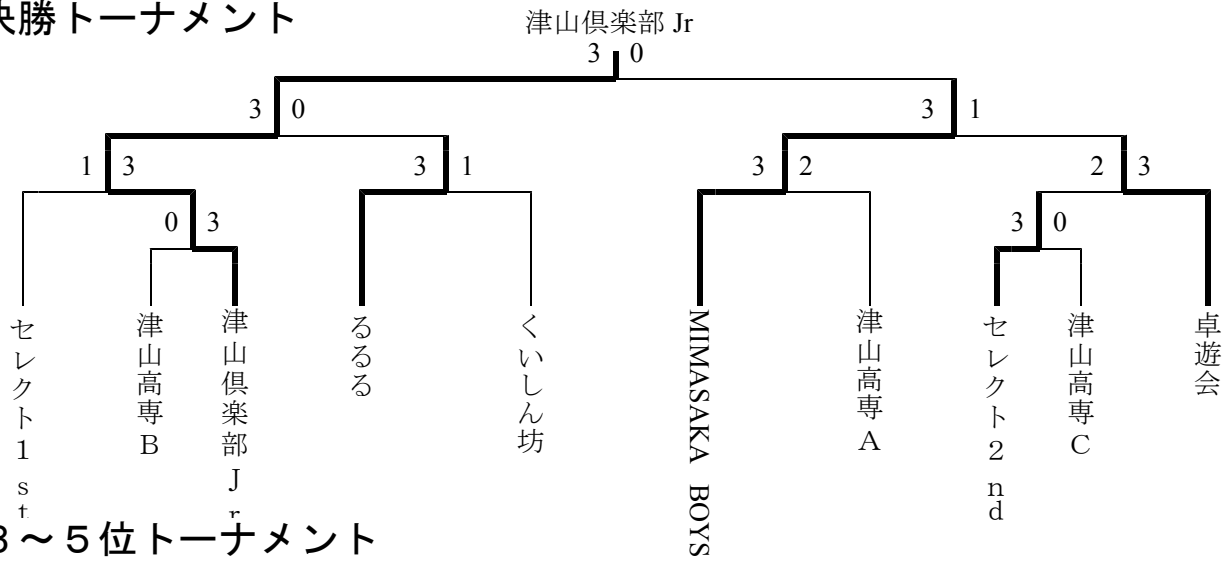 決勝トーナメント
津山倶楽部 Jr
3 0
3 0
3 1
1 3
3 1
3 2
2 3
0 3
3 0
セレクト1 st
津山高専B
津山倶楽部Jr
るるる
くいしん坊
MIMASAKA BOYS
津山高専A
セレクト2 nd
津山高専C
卓遊会
3~5位トーナメント